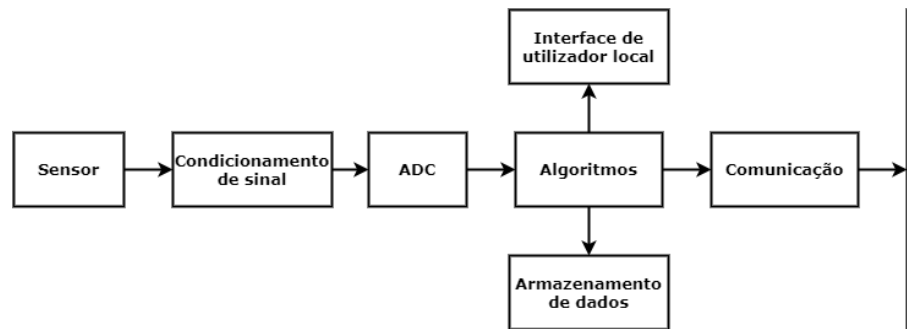 Interface de
utilizador local
Sensor
Condicionamento
de sinal
ADC
Algoritmos
Comunicação
Armazenamento
de dados